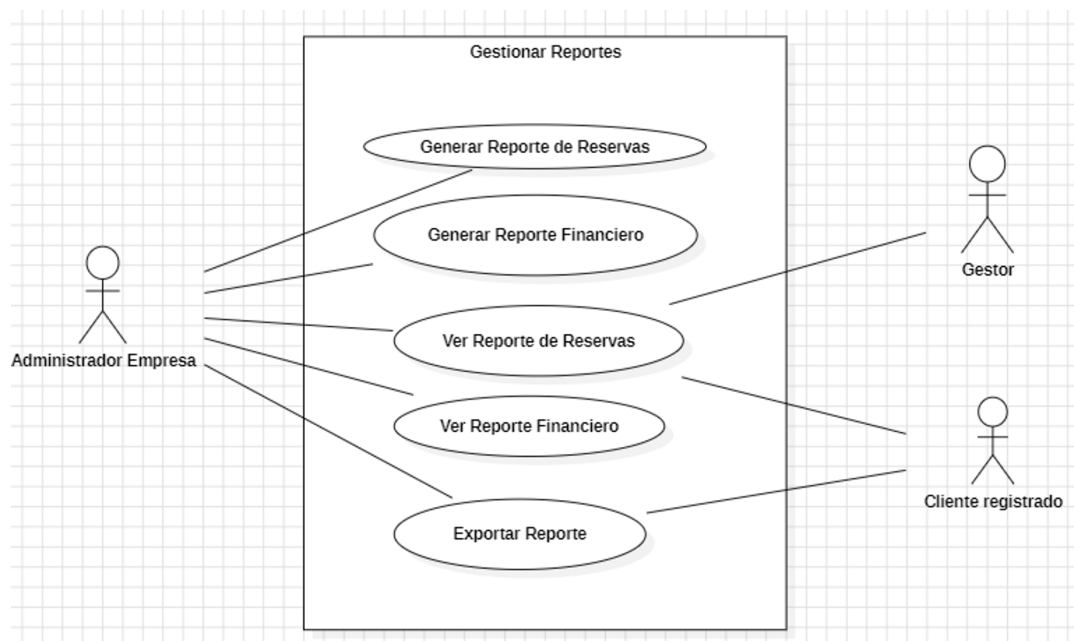 Gestionar Reportes
Generar Reporte de Reservas
Generar Reporte Financiero
Gestor
Ver Reporte de Reservas
Administrador Empresa
Ver Reporte Financiero
Cliente registrado
Exportar Reporte